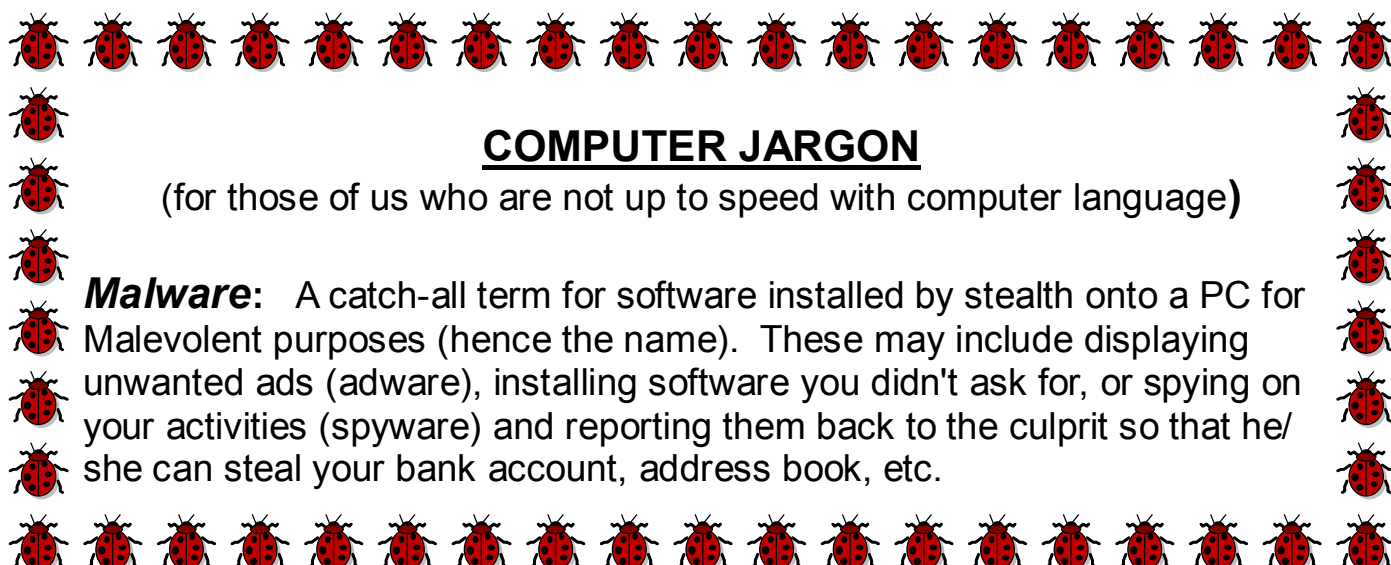 COMPUTER JARGON
(for those of us who are not up to speed with computer language)
Malware:   A catch-all term for software installed by stealth onto a PC for
Malevolent purposes (hence the name).  These may include displaying
unwanted ads (adware), installing software you didn't ask for, or spying on
your activities (spyware) and reporting them back to the culprit so that he/
she can steal your bank account, address book, etc.